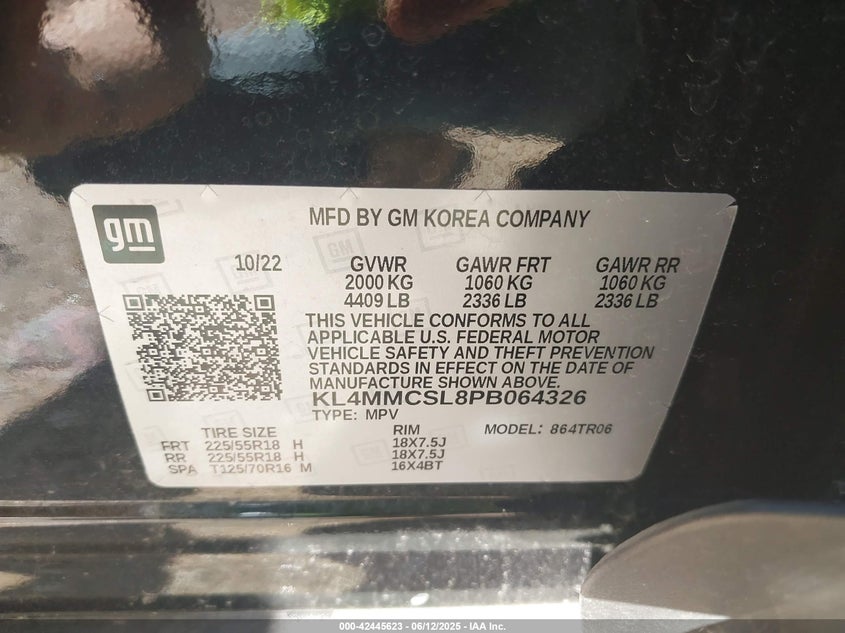 gm
MFD BY GM KOREA COMPANY
10/22 GVWR GAWR FRT GAWR RR
2000 KG 1060 KG 1060 KG
4409 LB 2336 LB 2336 LB
THIS VEHICLE CONFORMS TO ALL
APPLICABLE U.S. FEDERAL MOTOR
VEHICLE SAFETY AND THEFT PREVENTION
STANDARDS IN EFFECT ON THE DATE OF
MANUFACTURE SHOWN ABOVE.
KL4MMCSL8PB064326
TYPE: MPV MODEL: 864TR06
TIRE SIZE RIM
FRT 225/55R18 H 18X7.5J
RR 225/55R18 H 18X7.5J
SPA T125/70R16 M 16X4BT
000-42445623 - 06/12/2025 - IAA Inc.